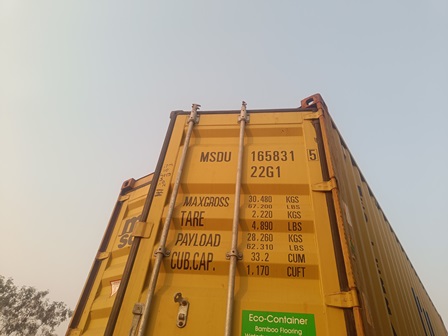 MSDU 165831 5
22G1
MAXGROSS 30.480 KGS
67.200 LBS
TARE 2.220 KGS
4.890 LBS
PAYLOAD 28.260 KGS
62.310 LBS
CUB.CAP. 33.2 CUM
1.170 CUFT
Eco-Container
Bamboo Flooring